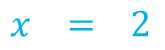 x = 2